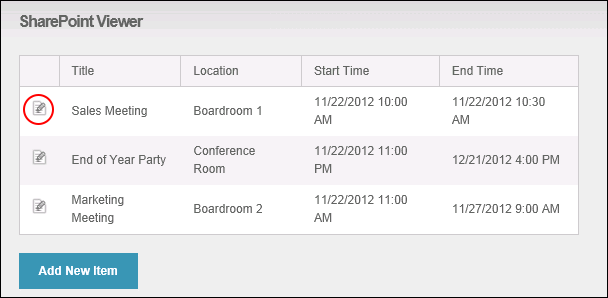 SharePoint Viewer
Title Location Start Time End Time
Sales Meeting Boardroom 1 11/22/2012 10:00 AM 11/22/2012 10:30 AM
End of Year Party Conference Room 11/22/2012 11:00 PM 12/21/2012 4:00 PM
Marketing Meeting Boardroom 2 11/22/2012 11:00 AM 11/27/2012 9:00 AM
Add New Item